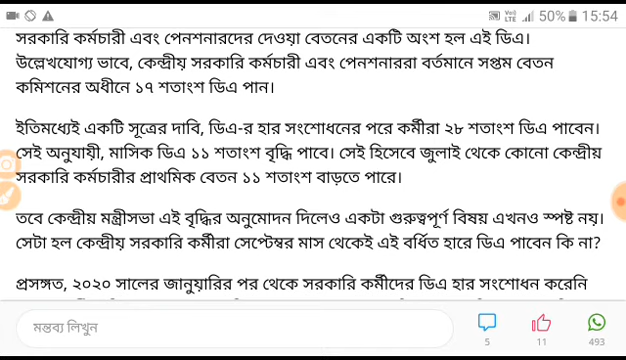 50% 15:54
সরকারি কর্মচারী এবং পেনশনারদের দেওয়া বেতনের একটি অংশ হল এই ডিএ।
উল্লেখযোগ্য ভাবে, কেন্দ্রীয় সরকারি কর্মচারী এবং পেনশনাররা বর্তমানে সপ্তম বেতন
কমিশনের অধীনে ১৭ শতাংশ ডিএ পান।
ইতিমধ্যেই একটি সূত্রের দাবি, ডিএ-র হার সংশোধনের পরে কর্মীরা ২৮ শতাংশ ডিএ পাবেন।
সেই অনুযায়ী, মাসিক ডিএ ১১ শতাংশ বৃদ্ধি পাবে। সেই হিসেবে জুলাই থেকে কোনো কেন্দ্রীয়
সরকারি কর্মচারীর প্রাথমিক বেতন ১১ শতাংশ বাড়তে পারে।
তবে কেন্দ্রীয় মন্ত্রীসভা এই বৃদ্ধির অনুমোদন দিলেও একটা গুরুত্বপূর্ণ বিষয় এখনও স্পষ্ট নয়।
সেটা হল কেন্দ্রীয় সরকারি কর্মীরা সেপ্টেম্বর মাস থেকেই এই বর্ধিত হারে ডিএ পাবেন কি না?
প্রসঙ্গত, ২০২০ সালের জানুয়ারির পর থেকে সরকারি কর্মীদের ডিএ হার সংশোধন করেনি
মন্তব্য লিখুন
5 11 493